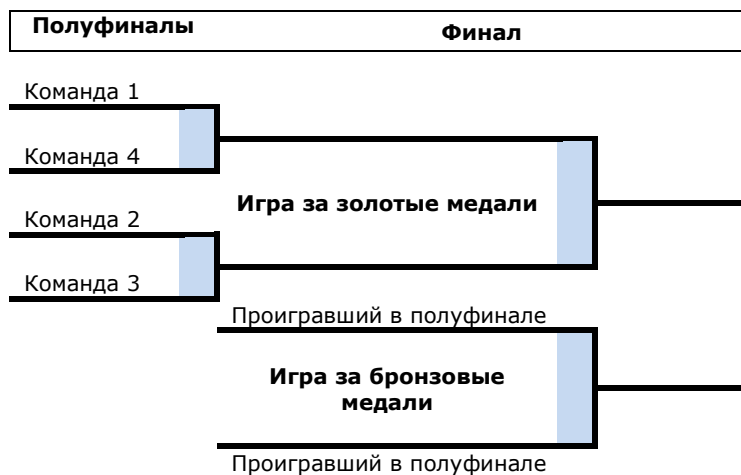 Полуфиналы
Финал
Команда 1
Команда 4
Игра за золотые медали
Команда 2
Команда 3
Проигравший в полуфинале
Игра за бронзовые
медали
Проигравший в полуфинале